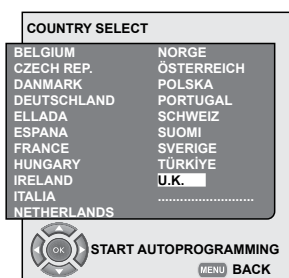 COUNTRY SELECT
BELGIUM NORGE
CZECH REP. ÖSTERREICH
DANMARK POLSKA
DEUTSCHLAND PORTUGAL
ELLADA SCHWEIZ
ESPANA SUOMI
FRANCE SVERIGE
HUNGARY TÜRKİYE
IRELAND U.K.
ITALIA ...........................
NETHERLANDS
OK START AUTOPROGRAMMING
MENU BACK